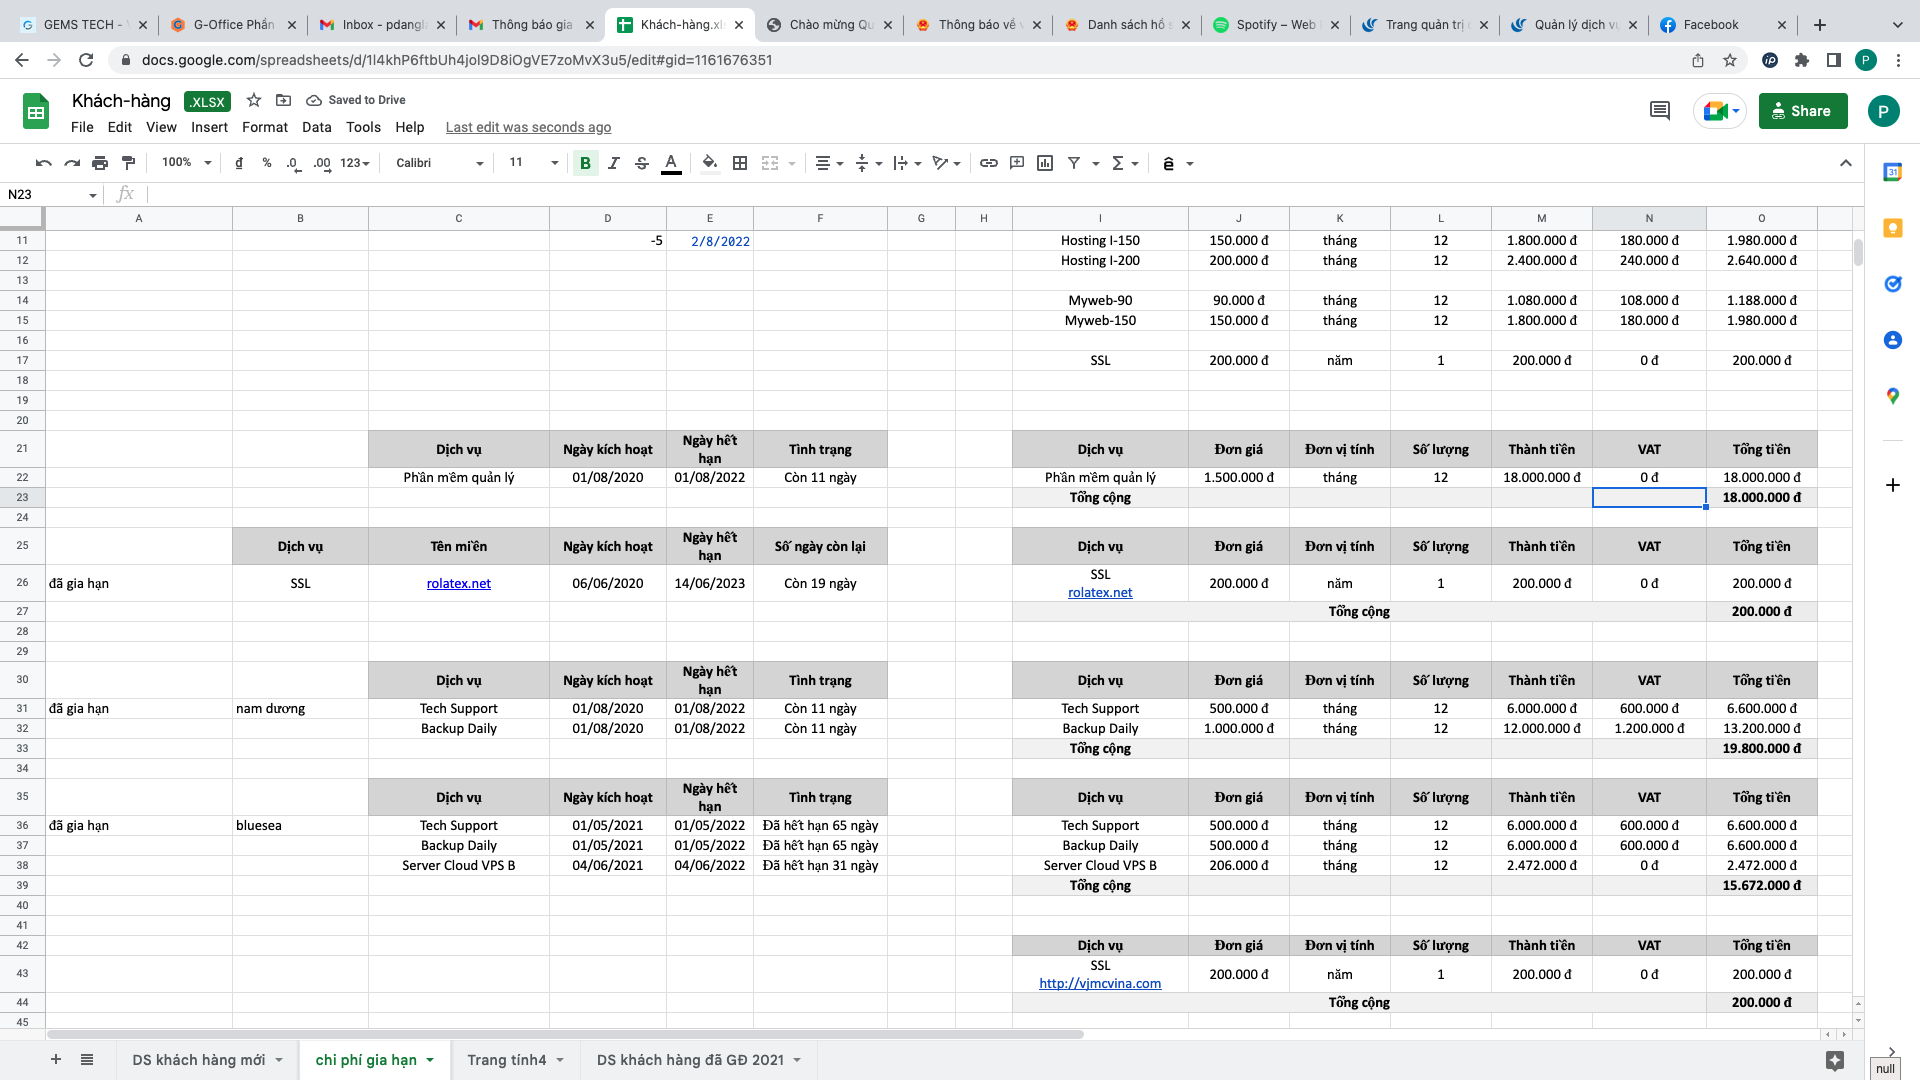 GEMS TECH -
G-Office Phần
Inbox - pdangla
Thông báo gia
Khách-hàng.xl
Chào mừng Qu
Thông báo về
Danh sách hồ s
Spotify – Web
Trang quản trị
Quản lý dịch vụ
Facebook
docs.google.com/spreadsheets/d/1l4khP6ftbUh4jol9D8iOgVE7zoMvX3u5/edit#gid=1161676351
P
Khách-hàng .XLSX Saved to Drive
File Edit View Insert Format Data Tools Help Last edit was seconds ago
Share
P
100% đ % .0 .00 123 Calibri 11 B I S A
N23 fx
A B C D E F G H I J K L M N O
11 -5 2/8/2022 Hosting I-150 150.000 đ tháng 12 1.800.000 đ 180.000 đ 1.980.000 đ
12 Hosting I-200 200.000 đ tháng 12 2.400.000 đ 240.000 đ 2.640.000 đ
13
14 Myweb-90 90.000 đ tháng 12 1.080.000 đ 108.000 đ 1.188.000 đ
15 Myweb-150 150.000 đ tháng 12 1.800.000 đ 180.000 đ 1.980.000 đ
16
17 SSL 200.000 đ năm 1 200.000 đ 0 đ 200.000 đ
18
19
20
21 Dịch vụ Ngày kích hoạt Ngày hết hạn Tình trạng Dịch vụ Đơn giá Đơn vị tính Số lượng Thành tiền VAT Tổng tiền
22 Phần mềm quản lý 01/08/2020 01/08/2022 Còn 11 ngày Phần mềm quản lý 1.500.000 đ tháng 12 18.000.000 đ 0 đ 18.000.000 đ
23 Tổng cộng 18.000.000 đ
24
25 Dịch vụ Tên miền Ngày kích hoạt Ngày hết hạn Số ngày còn lại Dịch vụ Đơn giá Đơn vị tính Số lượng Thành tiền VAT Tổng tiền
26 đã gia hạn SSL rolatex.net 06/06/2020 14/06/2023 Còn 19 ngày SSL rolatex.net 200.000 đ năm 1 200.000 đ 0 đ 200.000 đ
27 Tổng cộng 200.000 đ
28
29
30 Dịch vụ Ngày kích hoạt Ngày hết hạn Tình trạng Dịch vụ Đơn giá Đơn vị tính Số lượng Thành tiền VAT Tổng tiền
31 đã gia hạn nam dương Tech Support 01/08/2020 01/08/2022 Còn 11 ngày Tech Support 500.000 đ tháng 12 6.000.000 đ 600.000 đ 6.600.000 đ
32 Backup Daily 01/08/2020 01/08/2022 Còn 11 ngày Backup Daily 1.000.000 đ tháng 12 12.000.000 đ 1.200.000 đ 13.200.000 đ
33 Tổng cộng 19.800.000 đ
34
35 Dịch vụ Ngày kích hoạt Ngày hết hạn Tình trạng Dịch vụ Đơn giá Đơn vị tính Số lượng Thành tiền VAT Tổng tiền
36 đã gia hạn bluesea Tech Support 01/05/2021 01/05/2022 Đã hết hạn 65 ngày Tech Support 500.000 đ tháng 12 6.000.000 đ 600.000 đ 6.600.000 đ
37 Backup Daily 01/05/2021 01/05/2022 Đã hết hạn 65 ngày Backup Daily 500.000 đ tháng 12 6.000.000 đ 600.000 đ 6.600.000 đ
38 Server Cloud VPS B 04/06/2021 04/06/2022 Đã hết hạn 31 ngày Server Cloud VPS B 206.000 đ tháng 12 2.472.000 đ 0 đ 2.472.000 đ
39 Tổng cộng 15.672.000 đ
40
41
42 Dịch vụ Đơn giá Đơn vị tính Số lượng Thành tiền VAT Tổng tiền
43 SSL http://vjmcvina.com 200.000 đ năm 1 200.000 đ 0 đ 200.000 đ
44 Tổng cộng 200.000 đ
45
DS khách hàng mới chi phí gia hạn Trang tính4 DS khách hàng đã GĐ 2021
null